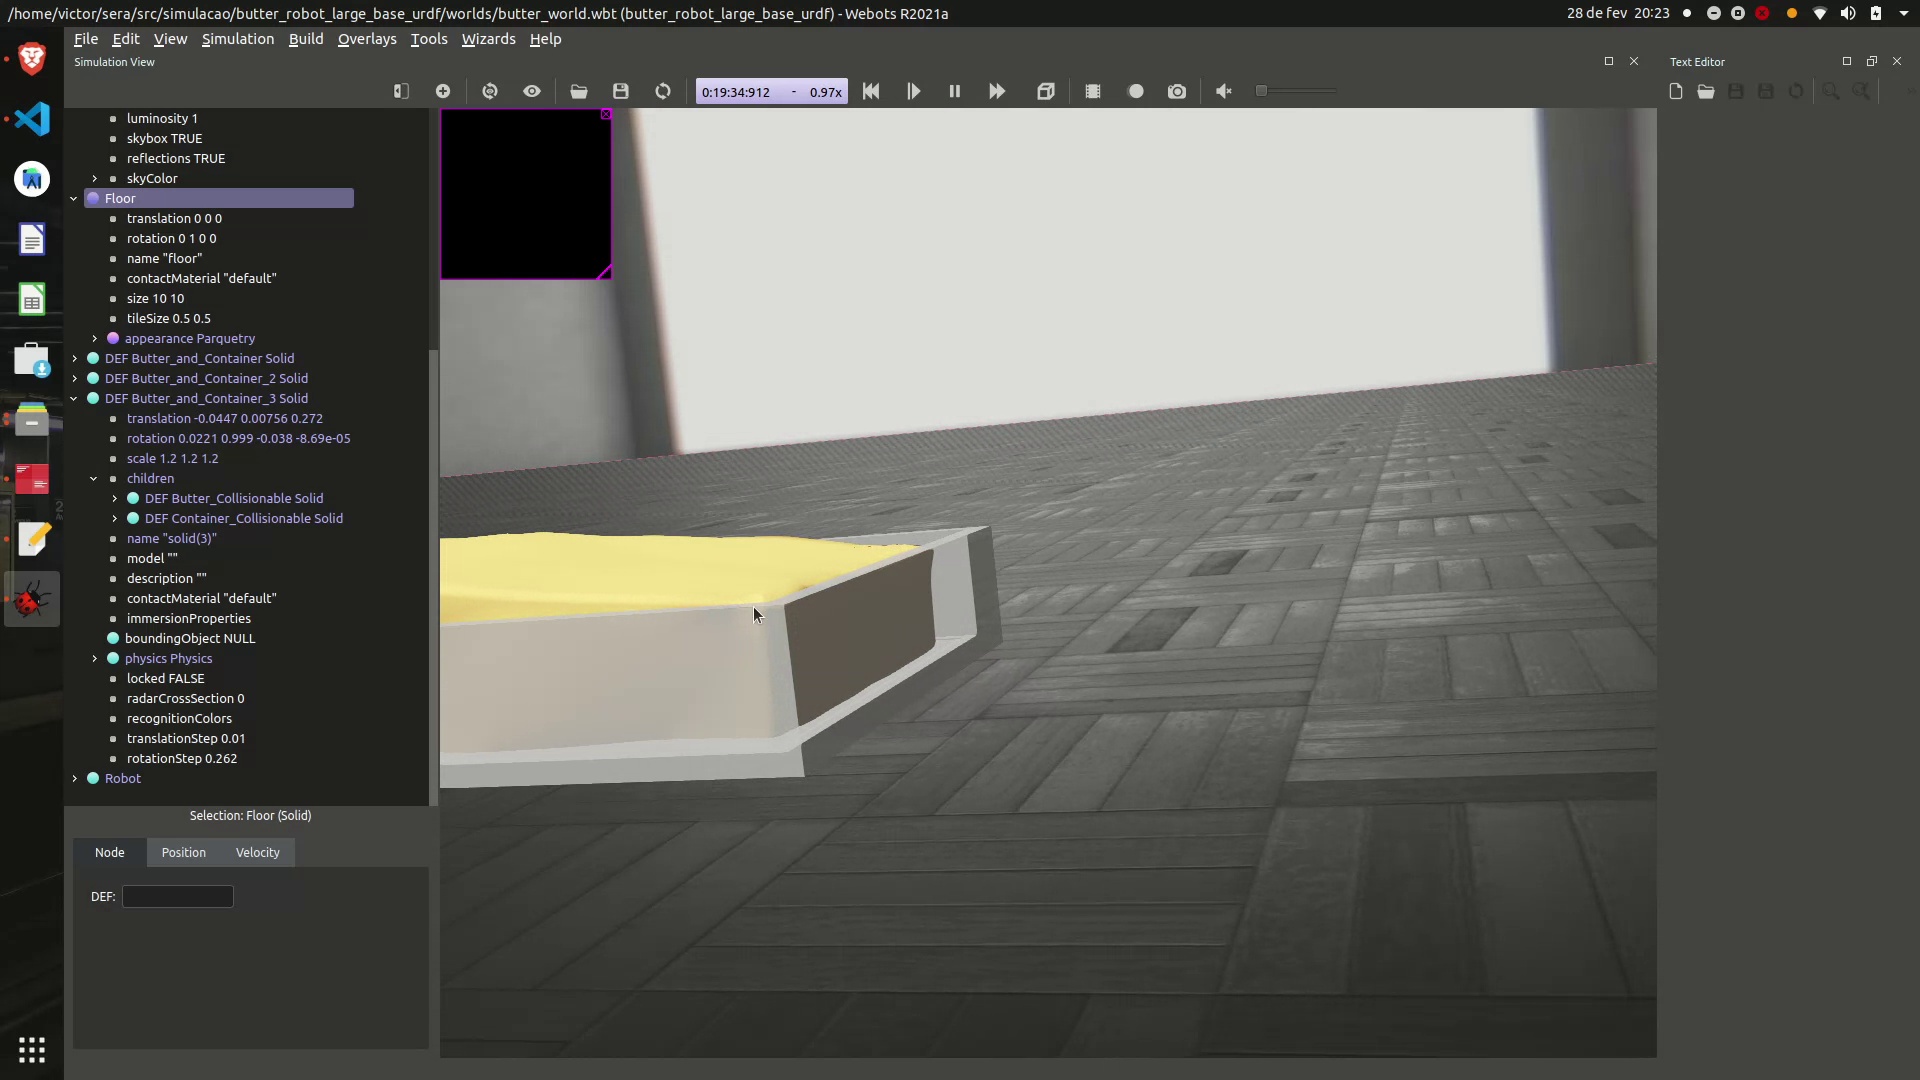 /home/victor/sera/src/simulacao/butter_robot_large_base_urdf/worlds/butter_world.wbt (butter_robot_large_base_urdf) - Webots R2021a
28 de fev 20:23
File Edit View Simulation Build Overlays Tools Wizards Help
Simulation View
Text Editor
0:19:34:912 - 0.97x
luminosity 1
skybox TRUE
reflections TRUE
skyColor
Floor
translation 0 0 0
rotation 0 1 0 0
name "floor"
contactMaterial "default"
size 10 10
tileSize 0.5 0.5
appearance Parquetry
DEF Butter_and_Container Solid
DEF Butter_and_Container_2 Solid
DEF Butter_and_Container_3 Solid
translation -0.0447 0.00756 0.272
rotation 0.0221 0.999 -0.038 -8.69e-05
scale 1.2 1.2 1.2
children
DEF Butter_Collisionable Solid
DEF Container_Collisionable Solid
name "solid(3)"
model ""
description ""
contactMaterial "default"
immersionProperties
boundingObject NULL
physics Physics
locked FALSE
radarCrossSection 0
recognitionColors
translationStep 0.01
rotationStep 0.262
Robot
Selection: Floor (Solid)
Node Position Velocity
DEF: